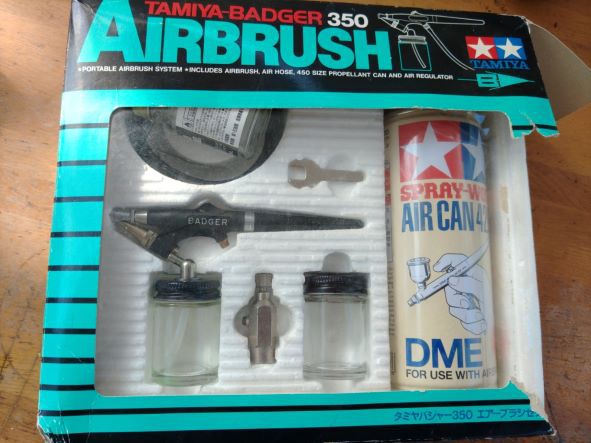 TAMIYA-BADGER 350
AIRBRUSH
★PORTABLE AIRBRUSH SYSTEM ★INCLUDES AIRBRUSH, AIR HOSE, 450 SIZE PROPELLANT CAN AND AIR REGULATOR
TAMIYA
BADGER
SPRAY-W
AIR CAN 42
DME
FOR USE WITH AIR
タミヤバジャー350 エアーブラシセ